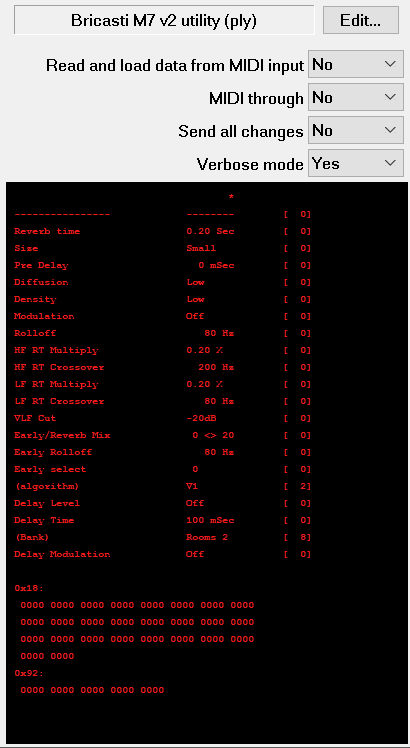 Bricasti M7 v2 utility (ply) Edit...
Read and load data from MIDI input No
MIDI through No
Send all changes No
Verbose mode Yes
*
---------------- -------- [ 0]
Reverb time 0.20 Sec [ 0]
Size Small [ 0]
Pre Delay 0 mSec [ 0]
Diffusion Low [ 0]
Density Low [ 0]
Modulation Off [ 0]
Rolloff 80 Hz [ 0]
HF RT Multiply 0.20 % [ 0]
HF RT Crossover 200 Hz [ 0]
LF RT Multiply 0.20 % [ 0]
LF RT Crossover 80 Hz [ 0]
VLF Cut -20dB [ 0]
Early/Reverb Mix 0 <> 20 [ 0]
Early Rolloff 80 Hz [ 0]
Early select 0 [ 0]
(algorithm) V1 [ 2]
Delay Level Off [ 0]
Delay Time 100 mSec [ 0]
(Bank) Rooms 2 [ 8]
Delay Modulation Off [ 0]
0x18:
0000 0000 0000 0000 0000 0000 0000 0000
0000 0000 0000 0000 0000 0000 0000 0000
0000 0000 0000 0000 0000 0000 0000 0000
0000 0000
0x92:
0000 0000 0000 0000 0000